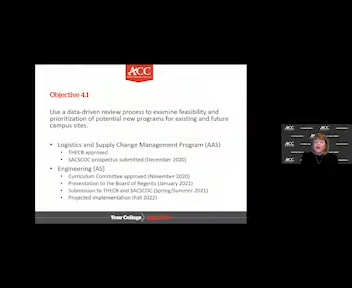 ACC
Objective 4.1
Use a data-driven review process to examine feasibility and
prioritization of potential new programs for existing and future
campus sites.
• Logistics and Supply Change Management Program (AAS)
• THECB approved
• SACSCOC prospectus submitted (December 2020)
• Engineering (AS)
• Curriculum Committee approved (November 2020)
• Presentation to the Board of Regents (January 2021)
• Submission to THECB and SACSCOC (Spring/Summer 2021)
• Projected Implementation (Fall 2022)
Your College
ACC
ACC